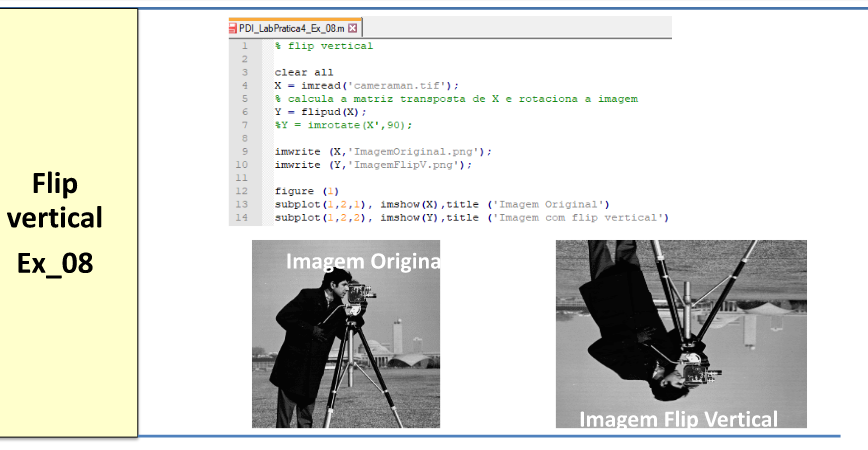 Flip
vertical
Ex_08
PDI_LabPratica4_Ex_08.m
1 % flip vertical
2
3 clear all
4 X = imread('cameraman.tif');
5 % calcula a matriz transposta de X e rotaciona a imagem
6 Y = flipud(X);
7 %Y = imrotate(X',90);
8
9 imwrite (X,'ImagemOriginal.png');
10 imwrite (Y,'ImagemFlipV.png');
11
12 figure (1)
13 subplot(1,2,1), imshow(X),title ('Imagem Original')
14 subplot(1,2,2), imshow(Y),title ('Imagem com flip vertical')
Imagem Origina
Imagem Flip Vertical